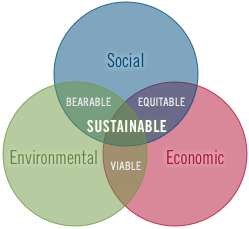 Social
BEARABLE EQUITABLE
SUSTAINABLE
Environmental VIABLE Economic